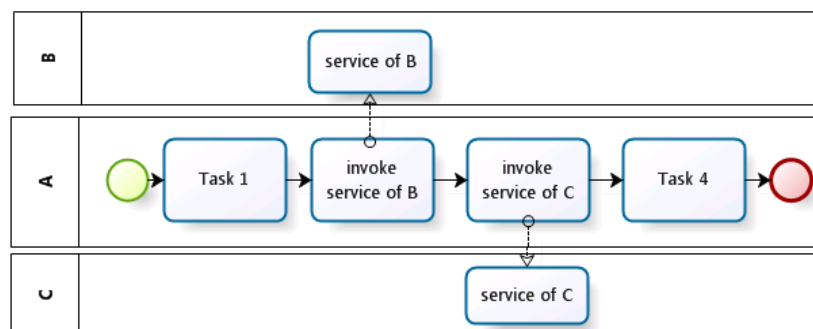 B
service of B
A
Task 1
invoke
service of B
invoke
service of C
Task 4
C
service of C